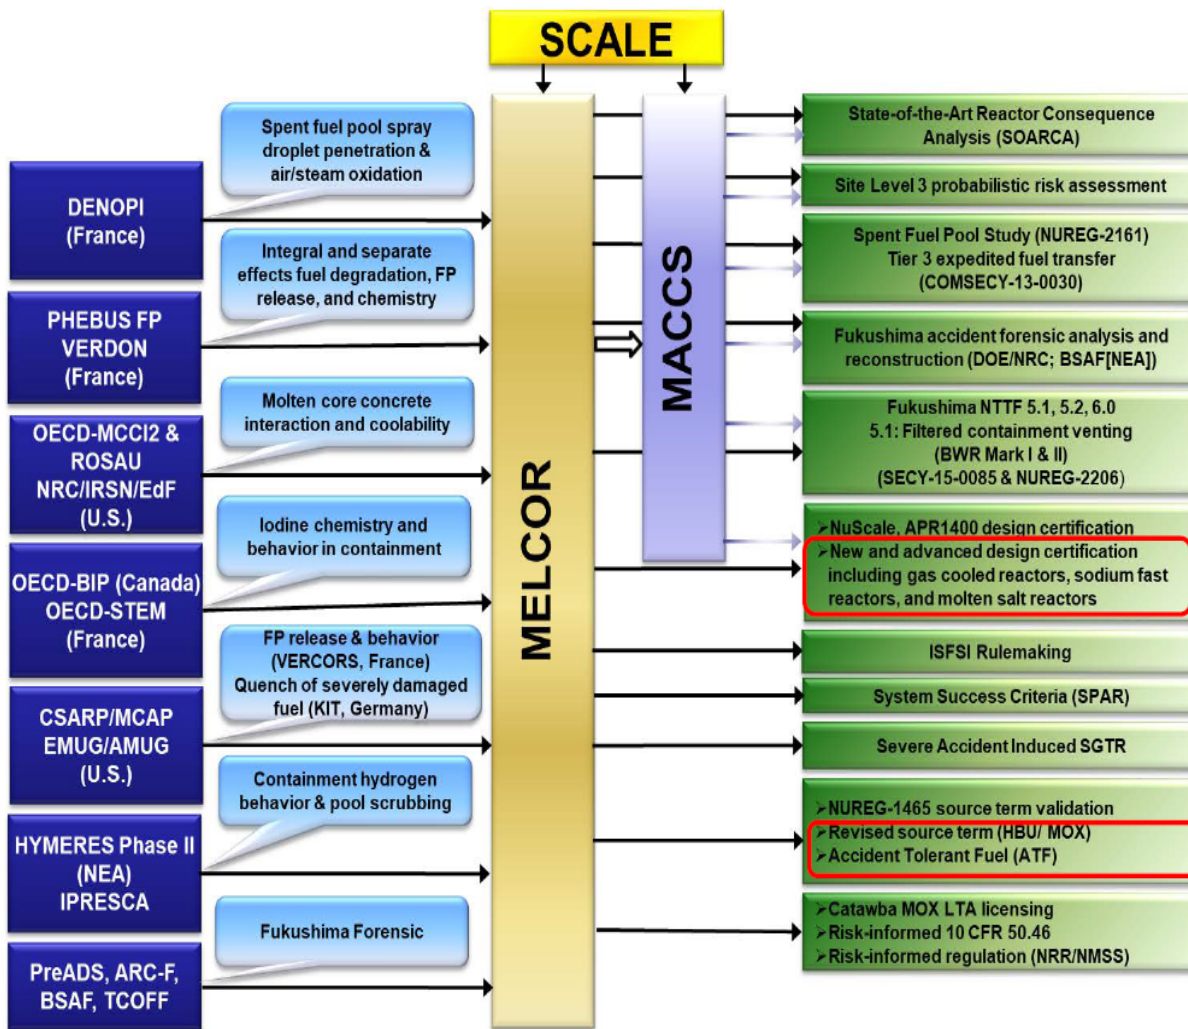 SCALE
DENOPI
(France)
PHEBUS FP
VERDON
(France)
OECD-MCCI2 &
ROSAU
NRC/IRSN/EdF
(U.S.)
OECD-BIP (Canada)
OECD-STEM
(France)
CSARP/MCAP
EMUG/AMUG
(U.S.)
HYMERES Phase II
(NEA)
IPRESCA
PreADS, ARC-F,
BSAF, TCOFF
Spent fuel pool spray
droplet penetration &
air/steam oxidation
Integral and separate
effects fuel degradation, FP
release, and chemistry
Molten core concrete
interaction and coolability
Iodine chemistry and
behavior in containment
FP release & behavior
(VERCORS, France)
Quench of severely damaged
fuel (KIT, Germany)
Containment hydrogen
behavior & pool scrubbing
Fukushima Forensic
MELCOR
MACCS
State-of-the-Art Reactor Consequence
Analysis (SOARCA)
Site Level 3 probabilistic risk assessment
Spent Fuel Pool Study (NUREG-2161)
Tier 3 expedited fuel transfer
(COMSECY-13-0030)
Fukushima accident forensic analysis and
reconstruction (DOE/NRC; BSAF[NEA])
Fukushima NTTF 5.1, 5.2, 6.0
5.1: Filtered containment venting
(BWR Mark I & II)
(SECY-15-0085 & NUREG-2206)
➢NuScale, APR1400 design certification
➢New and advanced design certification
including gas cooled reactors, sodium fast
reactors, and molten salt reactors
ISFSI Rulemaking
System Success Criteria (SPAR)
Severe Accident Induced SGTR
➢NUREG-1465 source term validation
➢Revised source term (HBU/ MOX)
➢Accident Tolerant Fuel (ATF)
➢Catawba MOX LTA licensing
➢Risk-informed 10 CFR 50.46
➢Risk-informed regulation (NRR/NMSS)